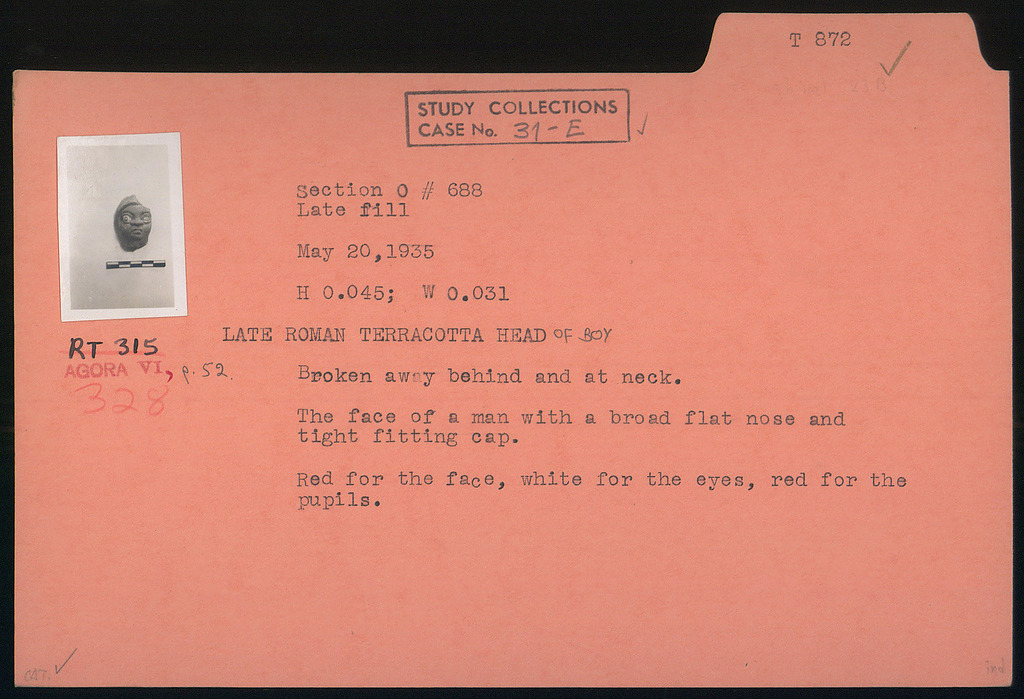 T 872
STUDY COLLECTIONS
CASE No. 31-E
Section O # 688
Late fill
May 20,1935
H 0.045; W 0.031
RT 315
LATE ROMAN TERRACOTTA HEAD OF BOY
AGORA VI, p. 52.
328
Broken away behind and at neck.
The face of a man with a broad flat nose and
tight fitting cap.
Red for the face, white for the eyes, red for the
pupils.
CAT.
ind